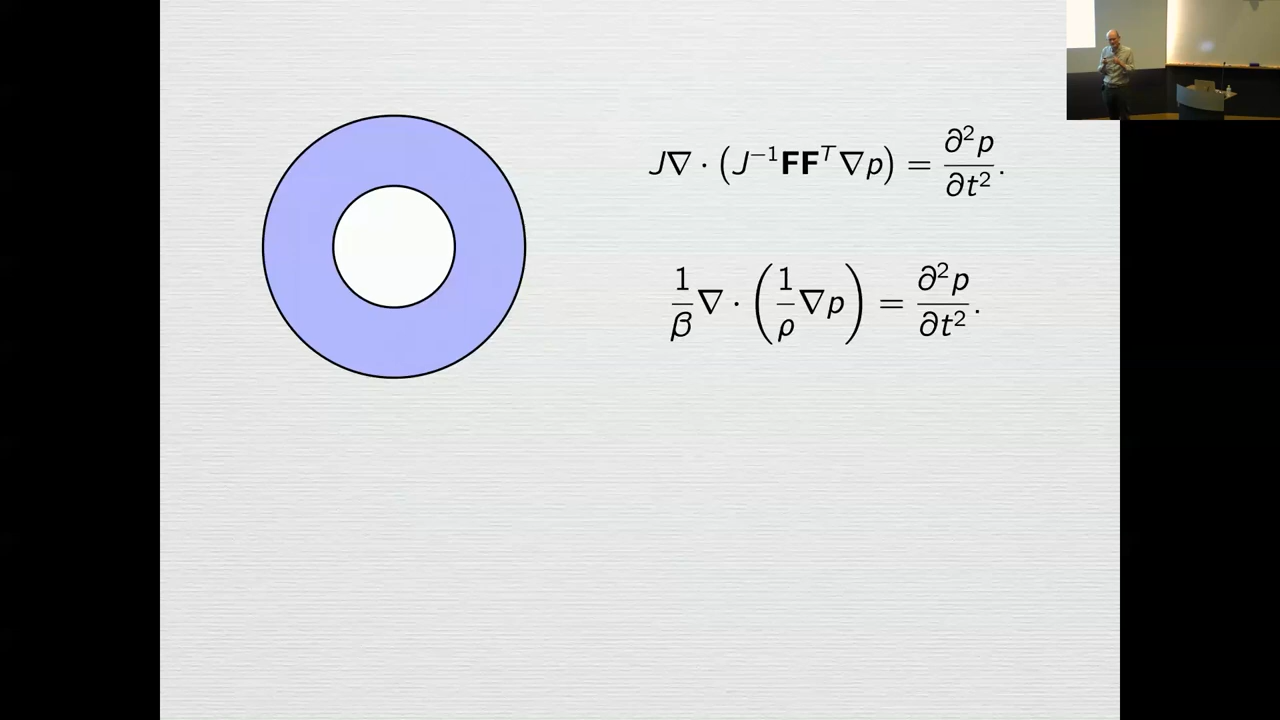 J∇ · (J⁻¹FFᵀ∇p) = ∂²p/∂t².
1/β ∇ · (1/ρ ∇p) = ∂²p/∂t².